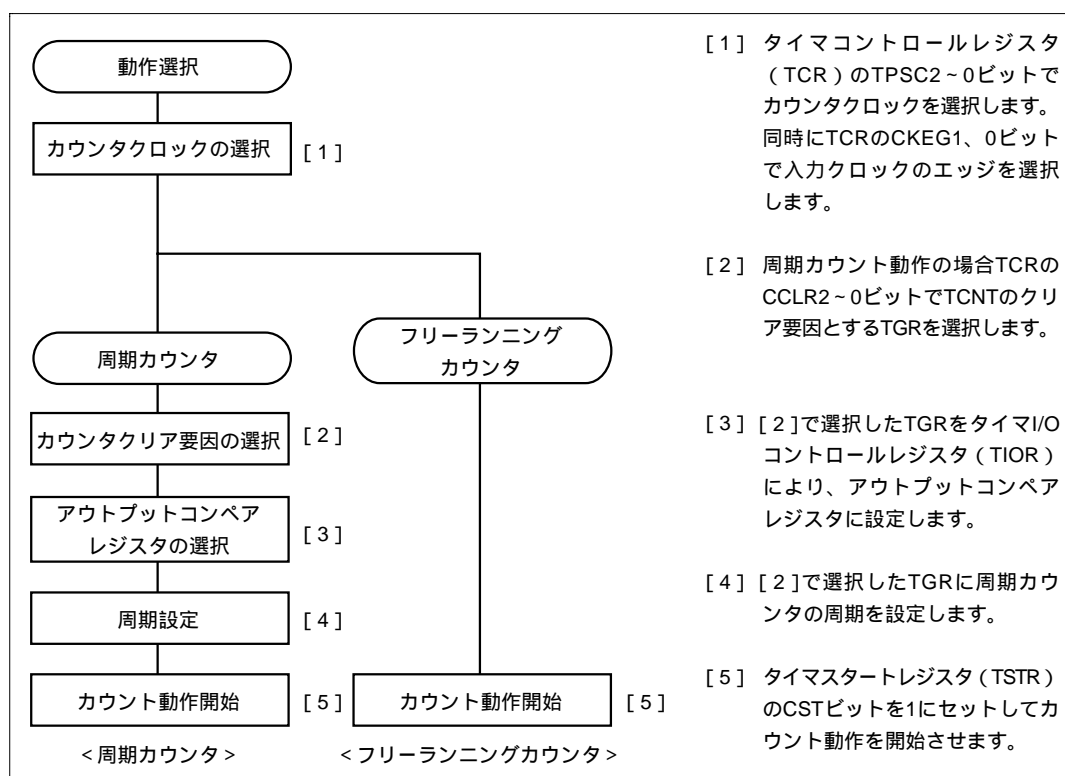 動作選択
カウンタクロックの選択 [1]
周期カウンタ
フリーランニング
カウンタ
カウンタクリア要因の選択 [2]
アウトプットコンペア
レジスタの選択
[3]
周期設定 [4]
カウント動作開始 [5]
カウント動作開始 [5]
<周期カウンタ>
<フリーランニングカウンタ>
[1] タイマコントロールレジスタ
(TCR)のTPSC2~0ビットで
カウンタクロックを選択します。
同時にTCRのCKEG1、0ビット
で入力クロックのエッジを選択
します。
[2] 周期カウント動作の場合TCRの
CCLR2~0ビットでTCNTのクリ
ア要因とするTGRを選択します。
[3] [2]で選択したTGRをタイマI/O
コントロールレジスタ(TIOR)
により、アウトプットコンペア
レジスタに設定します。
[4] [2]で選択したTGRに周期カウ
ンタの周期を設定します。
[5] タイマスタートレジスタ(TSTR)
のCSTビットを1にセットしてカ
ウント動作を開始させます。